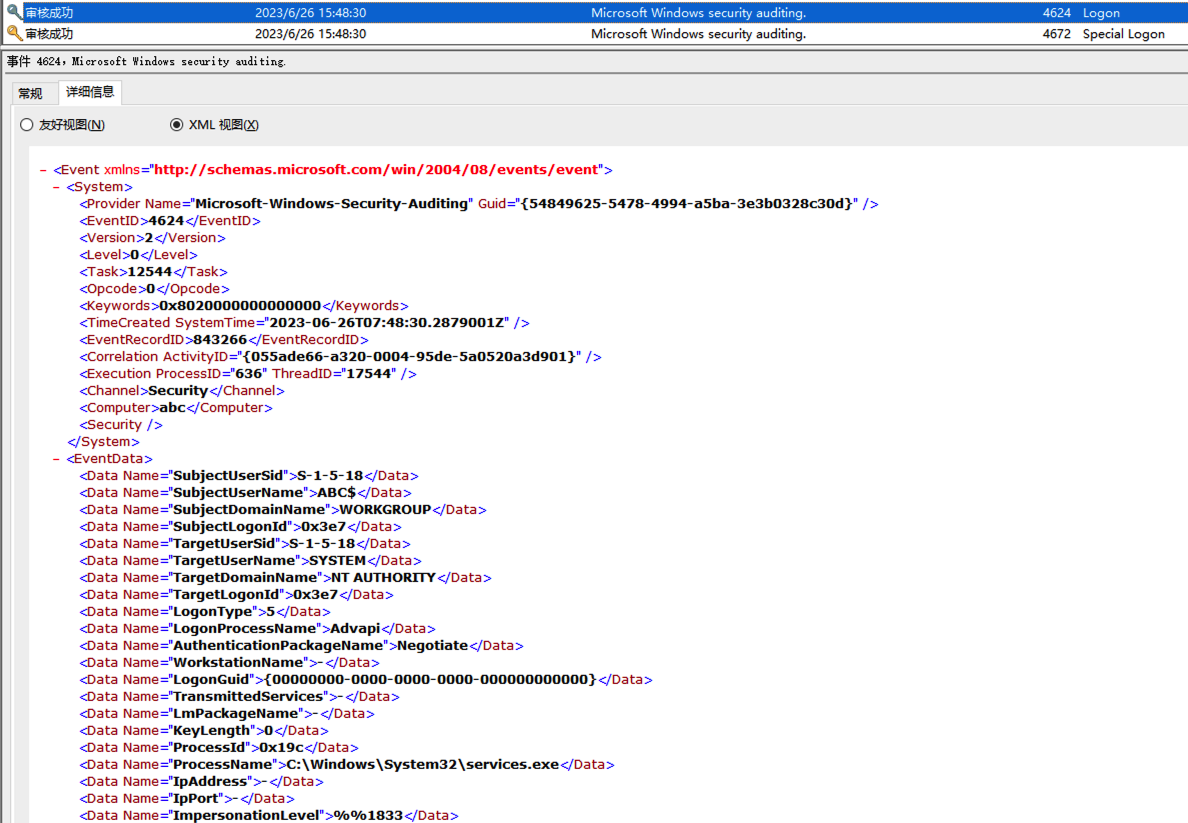 审核成功 2023/6/26 15:48:30 Microsoft Windows security auditing. 4624 Logon
审核成功 2023/6/26 15:48:30 Microsoft Windows security auditing. 4672 Special Logon
事件 4624，Microsoft Windows security auditing.
常规 详细信息
友好视图(N) XML 视图(X)
- <Event xmlns="http://schemas.microsoft.com/win/2004/08/events/event">
- <System>
<Provider Name="Microsoft-Windows-Security-Auditing" Guid="{54849625-5478-4994-a5ba-3e3b0328c30d}" />
<EventID>4624</EventID>
<Version>2</Version>
<Level>0</Level>
<Task>12544</Task>
<Opcode>0</Opcode>
<Keywords>0x8020000000000000</Keywords>
<TimeCreated SystemTime="2023-06-26T07:48:30.2879001Z" />
<EventRecordID>843266</EventRecordID>
<Correlation ActivityID="{055ade66-a320-0004-95de-5a0520a3d901}" />
<Execution ProcessID="636" ThreadID="17544" />
<Channel>Security</Channel>
<Computer>abc</Computer>
<Security />
</System>
- <EventData>
<Data Name="SubjectUserSid">S-1-5-18</Data>
<Data Name="SubjectUserName">ABC$</Data>
<Data Name="SubjectDomainName">WORKGROUP</Data>
<Data Name="SubjectLogonId">0x3e7</Data>
<Data Name="TargetUserSid">S-1-5-18</Data>
<Data Name="TargetUserName">SYSTEM</Data>
<Data Name="TargetDomainName">NT AUTHORITY</Data>
<Data Name="TargetLogonId">0x3e7</Data>
<Data Name="LogonType">5</Data>
<Data Name="LogonProcessName">Advapi</Data>
<Data Name="AuthenticationPackageName">Negotiate</Data>
<Data Name="WorkstationName">-</Data>
<Data Name="LogonGuid">{00000000-0000-0000-0000-000000000000}</Data>
<Data Name="TransmittedServices">-</Data>
<Data Name="LmPackageName">-</Data>
<Data Name="KeyLength">0</Data>
<Data Name="ProcessId">0x19c</Data>
<Data Name="ProcessName">C:\Windows\System32\services.exe</Data>
<Data Name="IpAddress">-</Data>
<Data Name="IpPort">-</Data>
<Data Name="ImpersonationLevel">%%1833</Data>